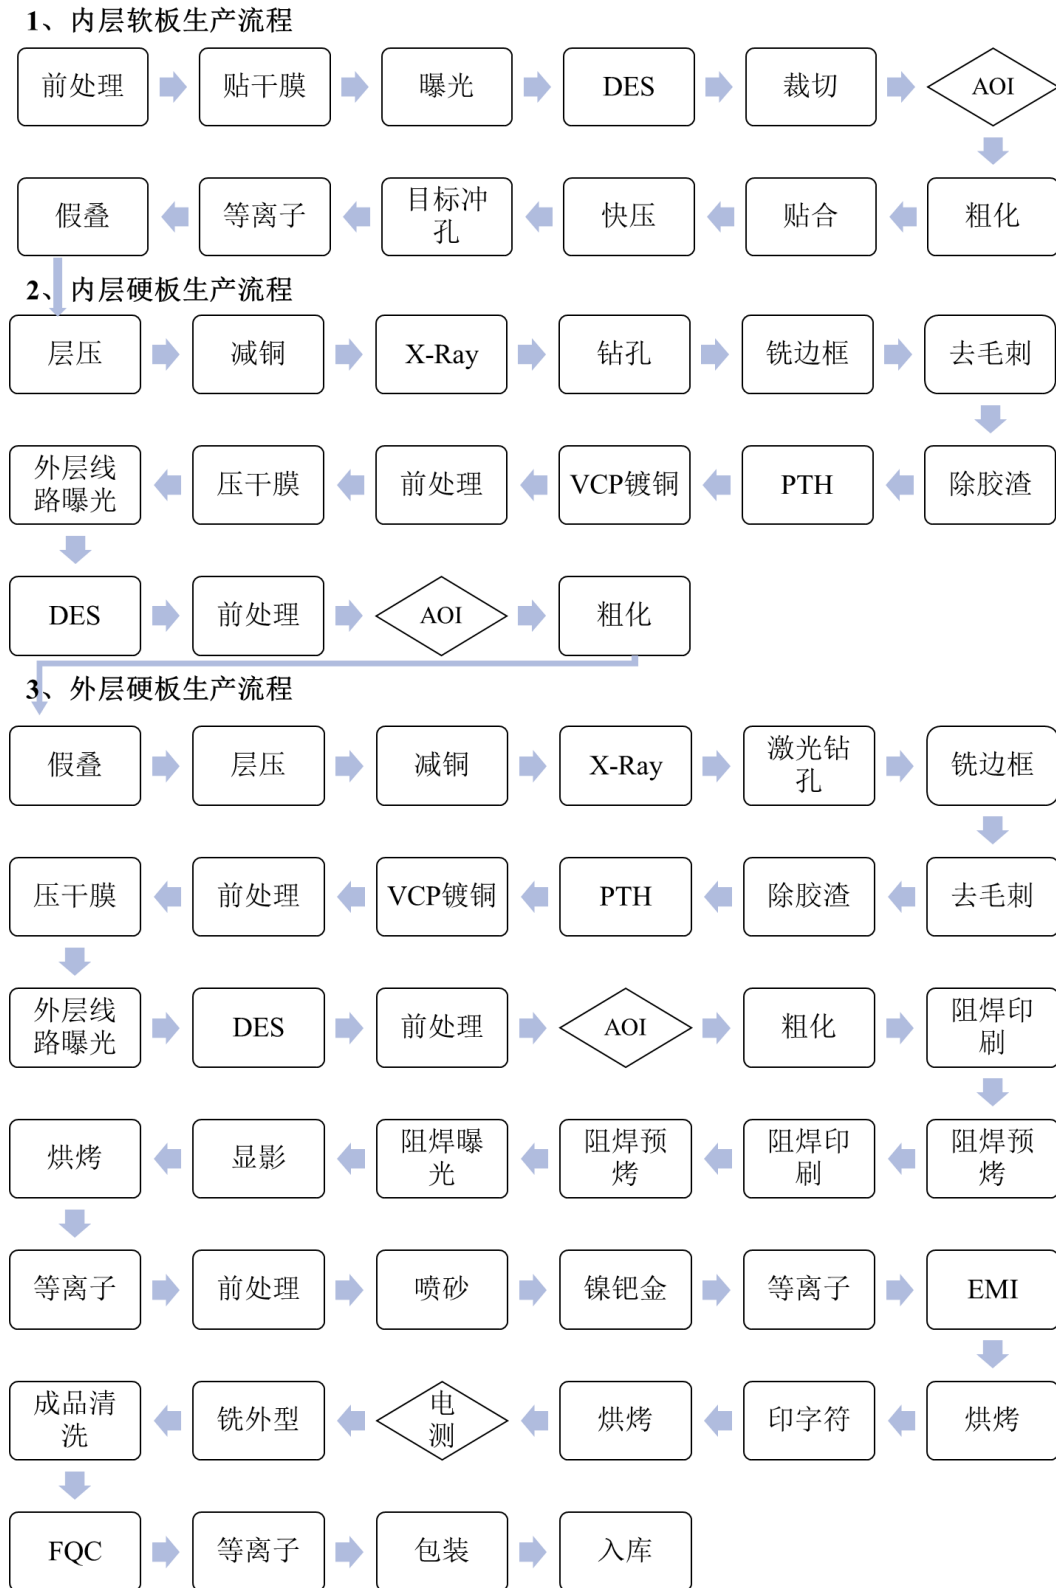 1、内层软板生产流程
前处理 贴干膜 曝光 DES 裁切 AOI
假叠 等离子 目标冲孔 快压 贴合 粗化
2、内层硬板生产流程
层压 减铜 X-Ray 钻孔 铣边框 去毛刺
外层线路曝光 压干膜 前处理 VCP镀铜 PTH 除胶渣
DES 前处理 AOI 粗化
3、外层硬板生产流程
假叠 层压 减铜 X-Ray 激光钻孔 铣边框
压干膜 前处理 VCP镀铜 PTH 除胶渣 去毛刺
外层线路曝光 DES 前处理 AOI 粗化 阻焊印刷
烘烤 显影 阻焊曝光 阻焊预烤 阻焊印刷 阻焊预烤
等离子 前处理 喷砂 镍钯金 等离子 EMI
成品清洗 铣外型 电测 烘烤 印字符 烘烤
FQC 等离子 包装 入库